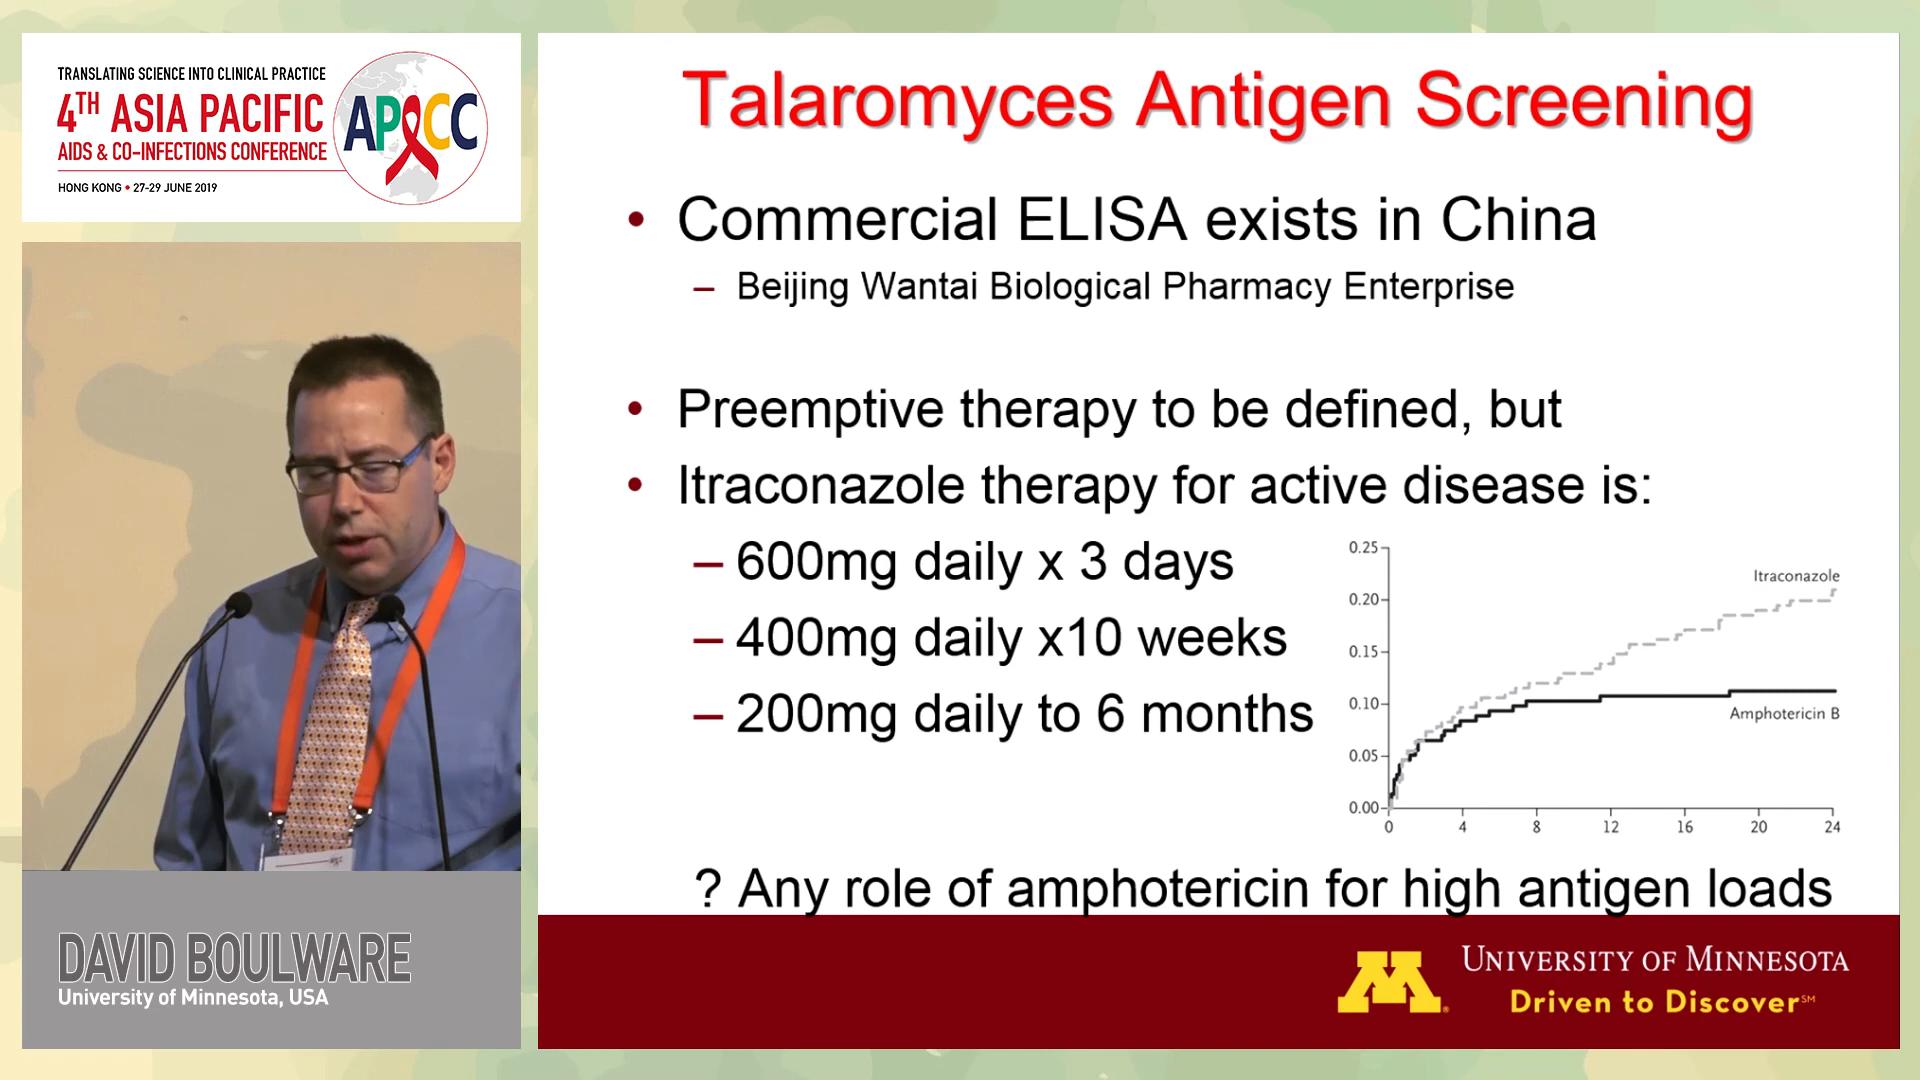 TRANSLATING SCIENCE INTO CLINICAL PRACTICE
4TH ASIA PACIFIC
AIDS & CO-INFECTIONS CONFERENCE
HONG KONG • 27-29 JUNE 2019
APACC
DAVID BOULWARE
University of Minnesota, USA
Talaromyces Antigen Screening
• Commercial ELISA exists in China
– Beijing Wantai Biological Pharmacy Enterprise
• Preemptive therapy to be defined, but
• Itraconazole therapy for active disease is:
– 600mg daily x 3 days
– 400mg daily x10 weeks
– 200mg daily to 6 months
0.25
0.20
0.15
0.10
0.05
0.00
Itraconazole
Amphotericin B
0 4 8 12 16 20 24
? Any role of amphotericin for high antigen loads
M
UNIVERSITY OF MINNESOTA
Driven to Discover℠